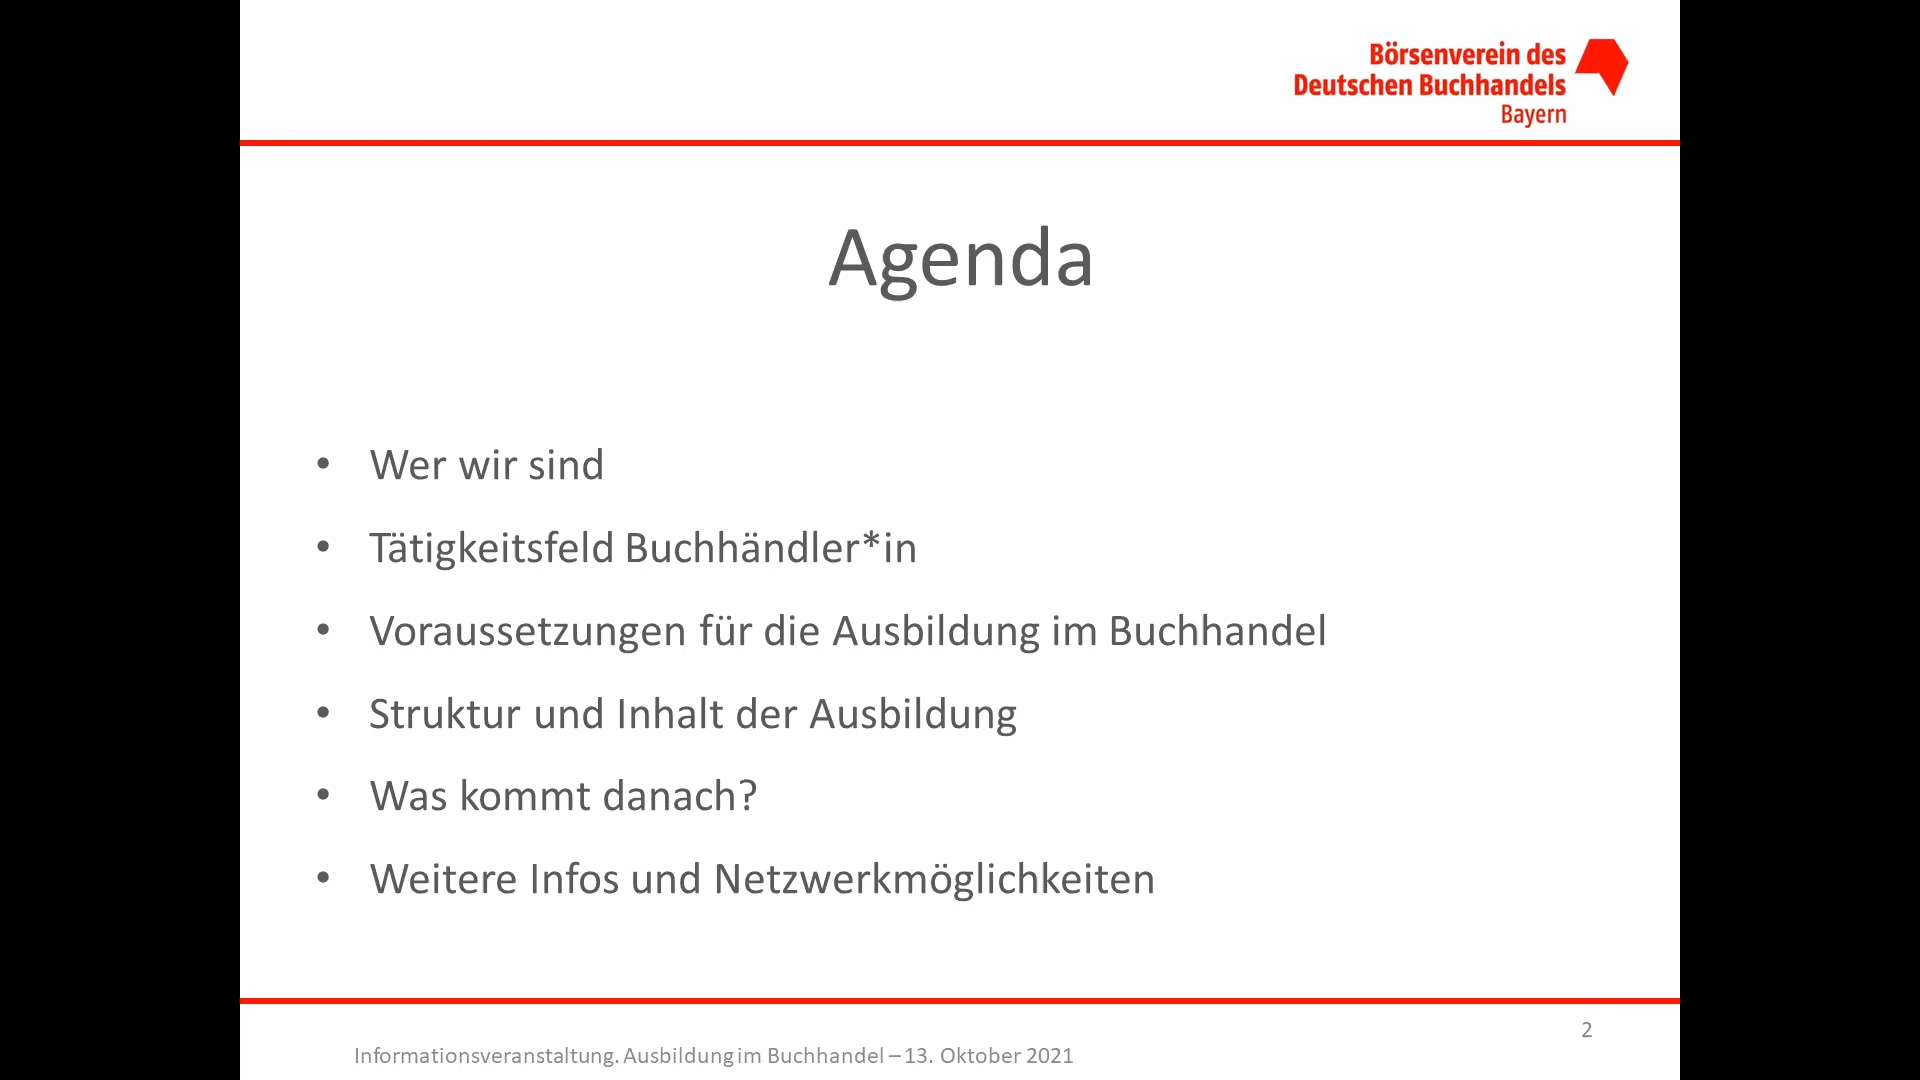 Börsenverein des
Deutschen Buchhandels
Bayern
Agenda
• Wer wir sind
• Tätigkeitsfeld Buchhändler*in
• Voraussetzungen für die Ausbildung im Buchhandel
• Struktur und Inhalt der Ausbildung
• Was kommt danach?
• Weitere Infos und Netzwerkmöglichkeiten
2
Informationsveranstaltung. Ausbildung im Buchhandel – 13. Oktober 2021